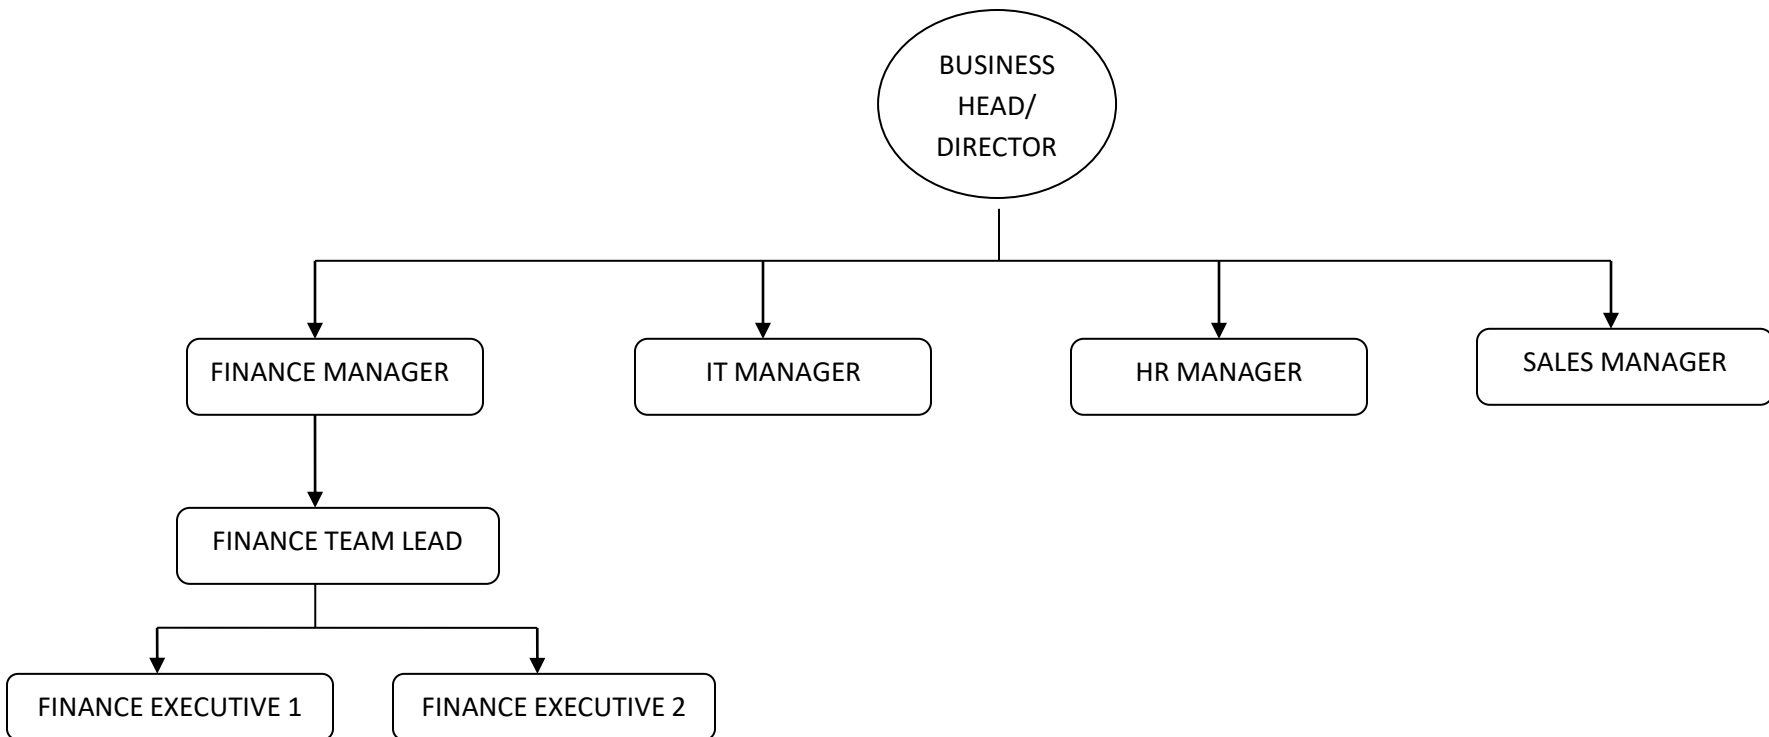 BUSINESS
HEAD/
DIRECTOR
FINANCE MANAGER
IT MANAGER
HR MANAGER
SALES MANAGER
FINANCE TEAM LEAD
FINANCE EXECUTIVE 1
FINANCE EXECUTIVE 2